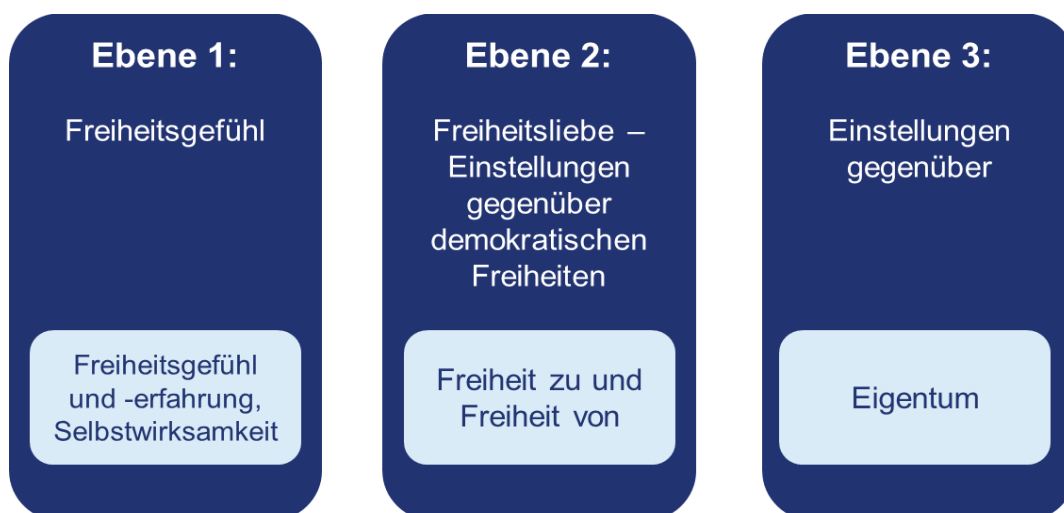 Ebene 1:
Freiheitsgefühl
Freiheitsgefühl
und -erfahrung,
Selbstwirksamkeit
Ebene 2:
Freiheitsliebe –
Einstellungen
gegenüber
demokratischen
Freiheiten
Freiheit zu und
Freiheit von
Ebene 3:
Einstellungen
gegenüber
Eigentum